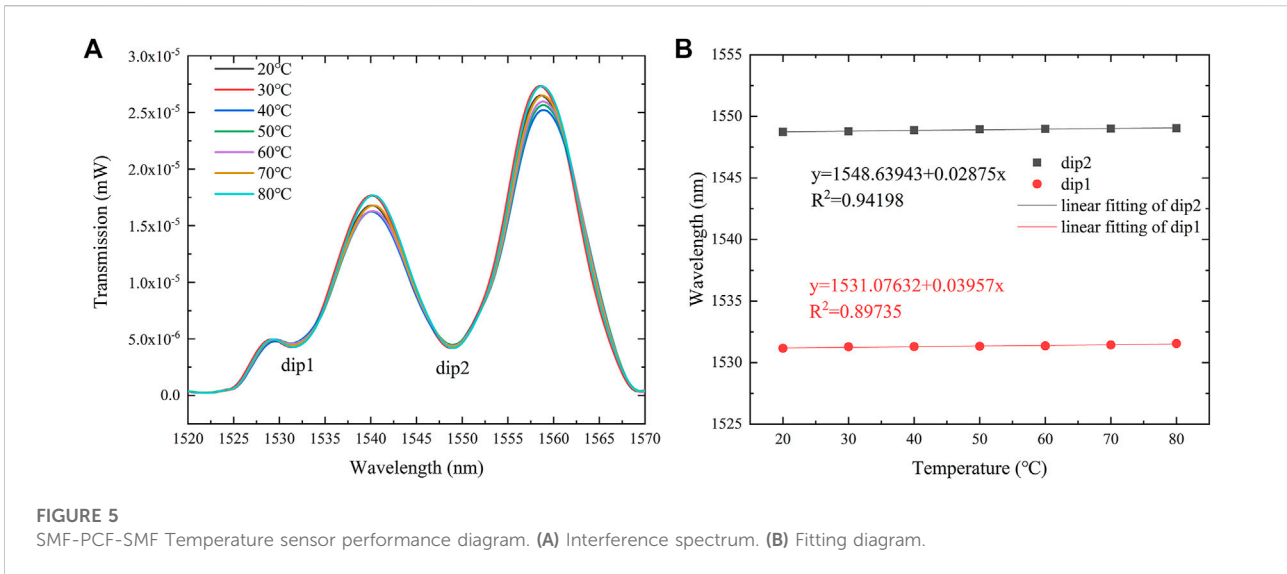 A
3.0x10-5
2.5x10-5
2.0x10-5
1.5x10-5
1.0x10-5
5.0x10-6
0.0
Transmission (mW)
20℃
30℃
40℃
50℃
60℃
70℃
80℃
dip1
dip2
1520 1525 1530 1535 1540 1545 1550 1555 1560 1565 1570
Wavelength (nm)
B
1555
1550
1545
1540
1535
1530
1525
Wavelength (nm)
y=1548.63943+0.02875x
R2=0.94198
dip2
dip1
linear fitting of dip2
linear fitting of dip1
y=1531.07632+0.03957x
R2=0.89735
20 30 40 50 60 70 80
Temperature (℃)
FIGURE 5
SMF-PCF-SMF Temperature sensor performance diagram. (A) Interference spectrum. (B) Fitting diagram.